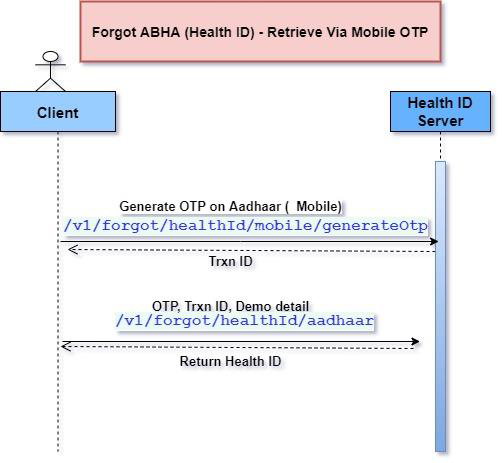 Forgot ABHA (Health ID) - Retrieve Via Mobile OTP
Client
Health ID
Server
Generate OTP on Aadhaar ( Mobile)
/v1/forgot/healthId/mobile/generateOtp
Trxn ID
OTP, Trxn ID, Demo detail
/v1/forgot/healthId/aadhaar
Return Health ID